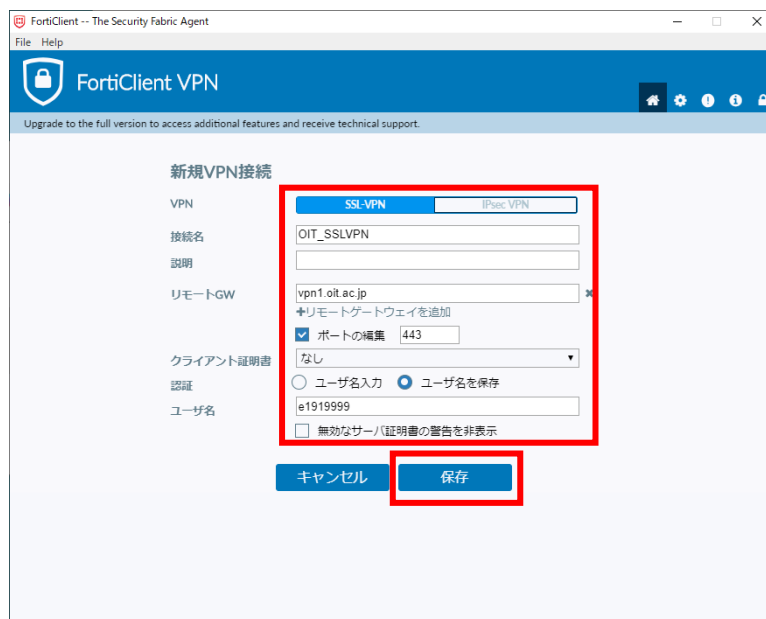 FortiClient -- The Security Fabric Agent
File Help
FortiClient VPN
Upgrade to the full version to access additional features and receive technical support.
新規VPN接続
VPN SSL-VPN IPsec VPN
接続名 OIT_SSLVPN
説明
リモートGW vpn1.oit.ac.jp
+リモートゲートウェイを追加
ポートの編集 443
クライアント証明書 なし
認証 ユーザ名入力 ユーザ名を保存
ユーザ名 e1919999
無効なサーバ証明書の警告を非表示
キャンセル 保存